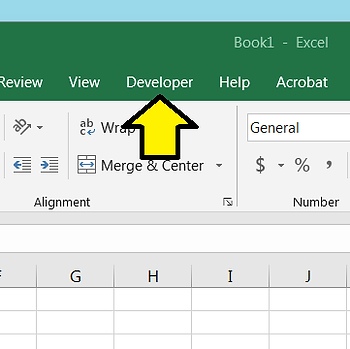 Book1 - Excel
Review View Developer Help Acrobat
ab Wrap General
c
Merge & Center $ % ,
Alignment Number
G H I J